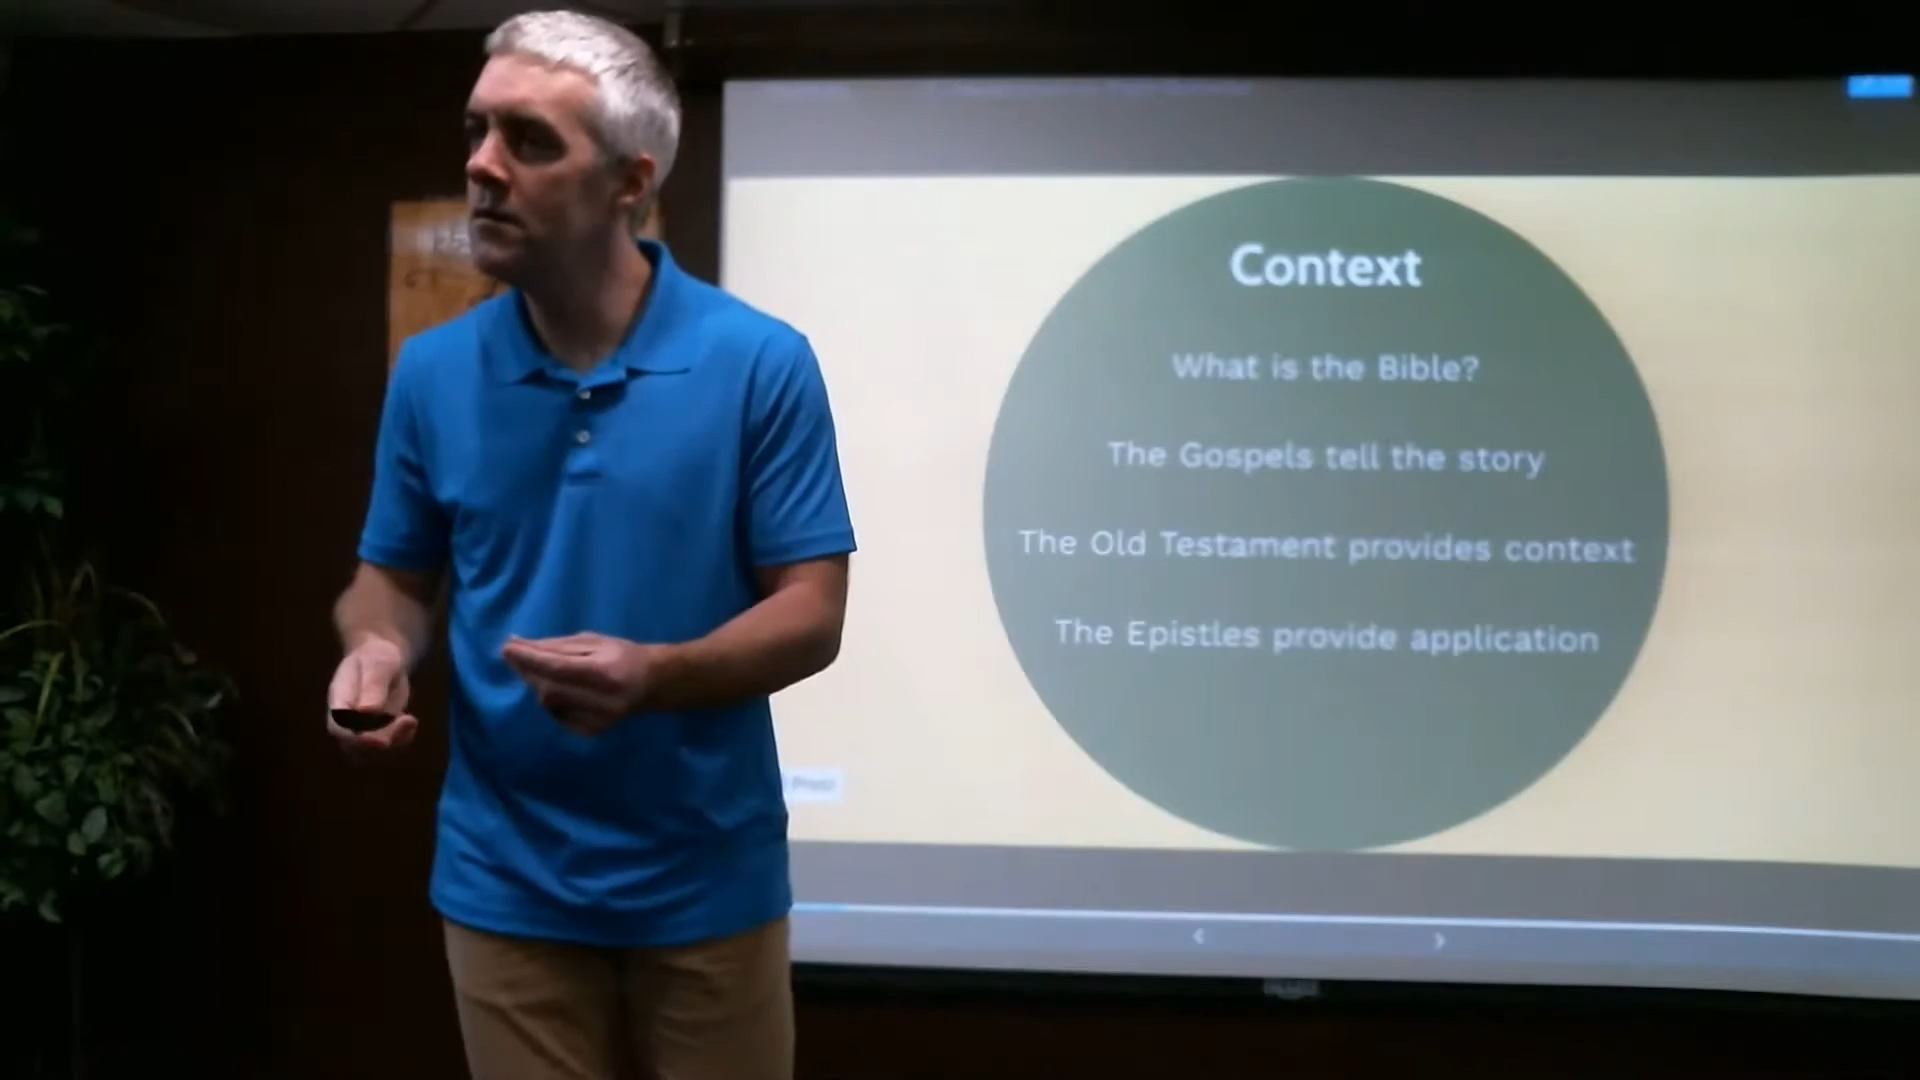 Context
What is the Bible?
The Gospels tell the story
The Old Testament provides context
The Epistles provide application